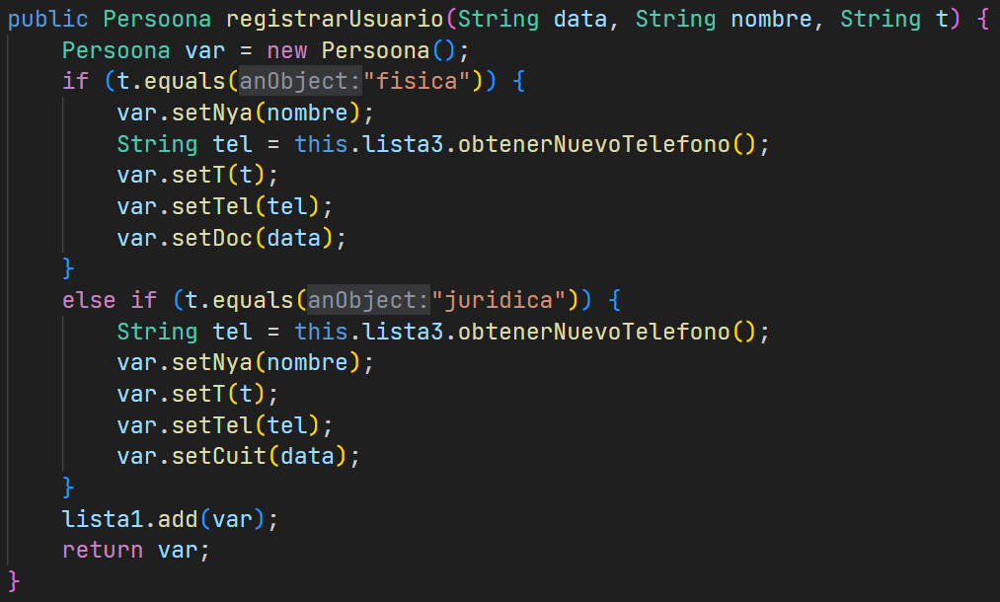 public Persoona registrarUsuario(String data, String nombre, String t) {
Persoona var = new Persoona();
if (t.equals(anObject:"fisica")) {
var.setNya(nombre);
String tel = this.lista3.obtenerNuevoTelefono();
var.setT(t);
var.setTel(tel);
var.setDoc(data);
}
else if (t.equals(anObject:"juridica")) {
String tel = this.lista3.obtenerNuevoTelefono();
var.setNya(nombre);
var.setT(t);
var.setTel(tel);
var.setCuit(data);
}
lista1.add(var);
return var;
}